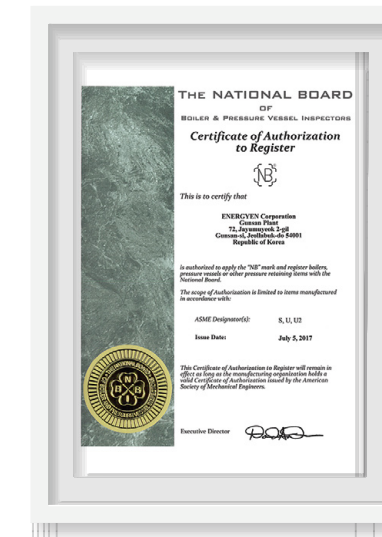 THE NATIONAL BOARD
OF
BOILER & PRESSURE VESSEL INSPECTORS
Certificate of Authorization
to Register
NB
This is to certify that
ENERGYEN Corporation
Gunsan Plant
72, Jayumuyeok 2-gil
Gunsan-si, Jeollabuk-do 54001
Republic of Korea
is authorized to apply the "NB" mark and register boilers,
pressure vessels or other pressure retaining items with the
National Board.
The scope of Authorization is limited to items manufactured
in accordance with:
ASME Designator(s): S, U, U2
Issue Date: July 5, 2017
This Certificate of Authorization to Register will remain in
effect as long as the manufacturing organization holds a
valid Certificate of Authorization issued by the American
Society of Mechanical Engineers.
Executive Director